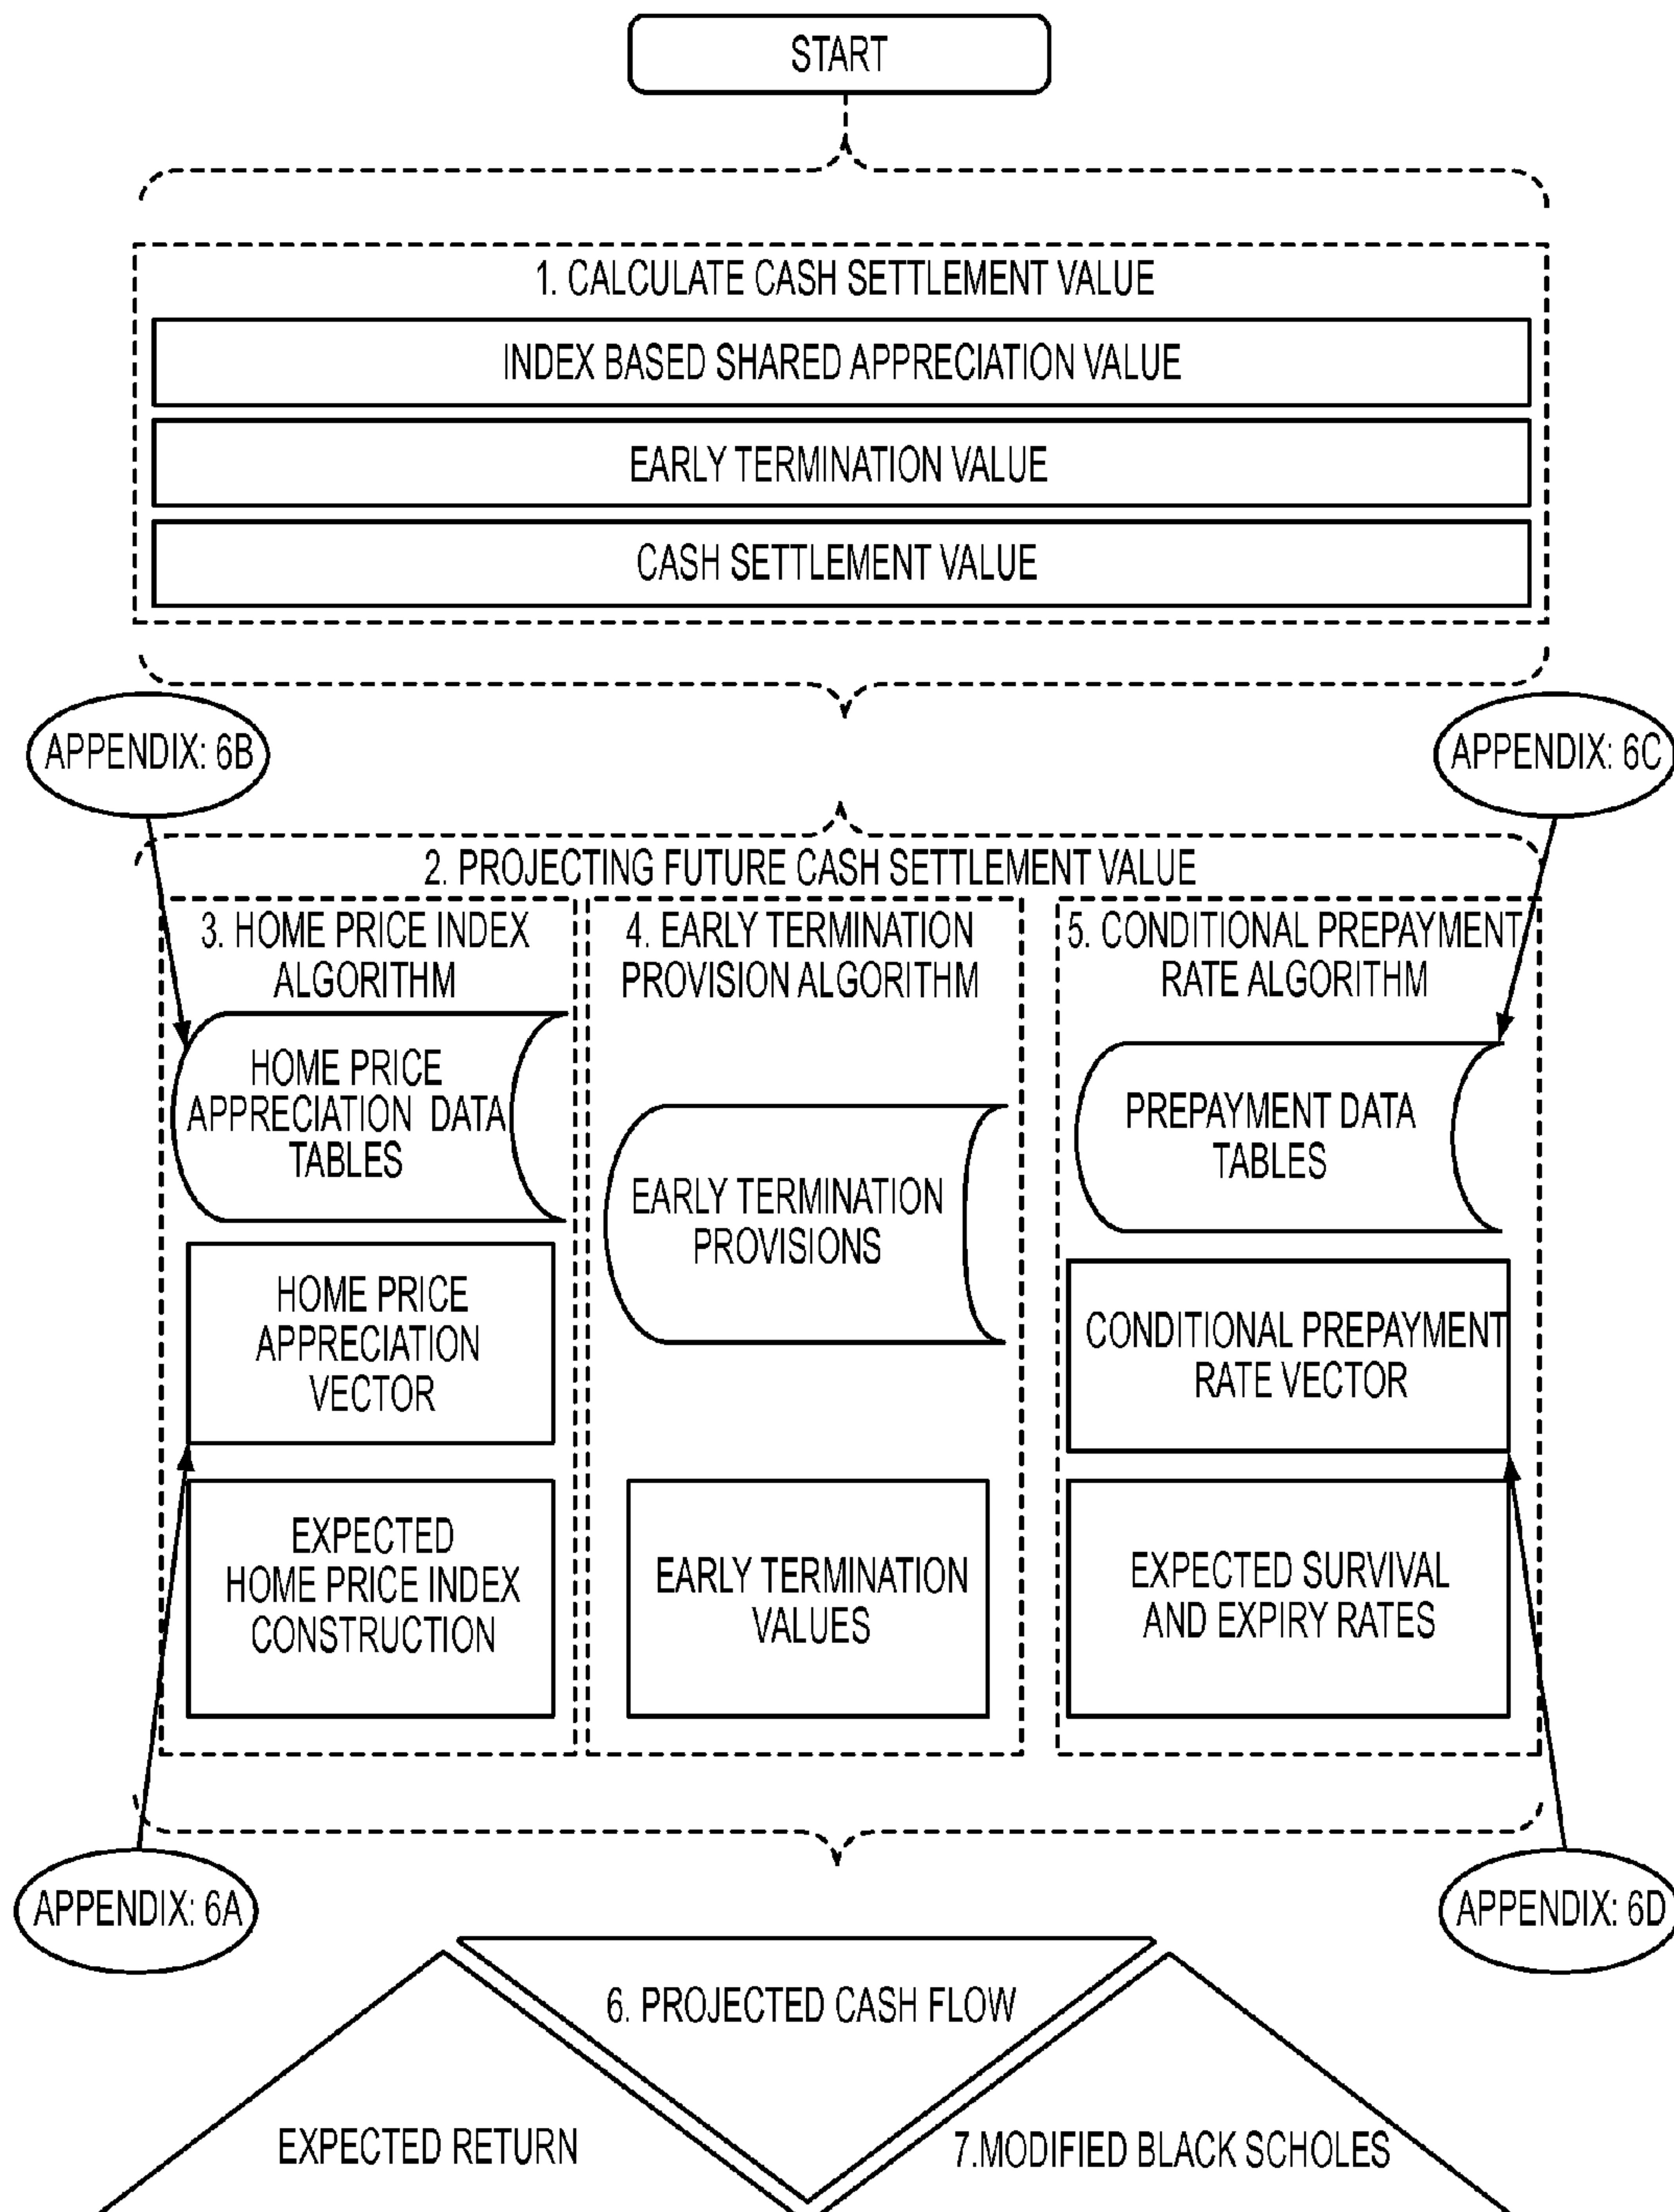 START
1. CALCULATE CASH SETTLEMENT VALUE
INDEX BASED SHARED APPRECIATION VALUE
EARLY TERMINATION VALUE
CASH SETTLEMENT VALUE
APPENDIX: 6B
APPENDIX: 6C
2. PROJECTING FUTURE CASH SETTLEMENT VALUE
3. HOME PRICE INDEX
ALGORITHM
HOME PRICE
APPRECIATION DATA
TABLES
HOME PRICE
APPRECIATION
VECTOR
EXPECTED
HOME PRICE INDEX
CONSTRUCTION
4. EARLY TERMINATION
PROVISION ALGORITHM
EARLY TERMINATION
PROVISIONS
EARLY TERMINATION
VALUES
5. CONDITIONAL PREPAYMENT
RATE ALGORITHM
PREPAYMENT DATA
TABLES
CONDITIONAL PREPAYMENT
RATE VECTOR
EXPECTED SURVIVAL
AND EXPIRY RATES
APPENDIX: 6A
APPENDIX: 6D
6. PROJECTED CASH FLOW
EXPECTED RETURN
7.MODIFIED BLACK SCHOLES